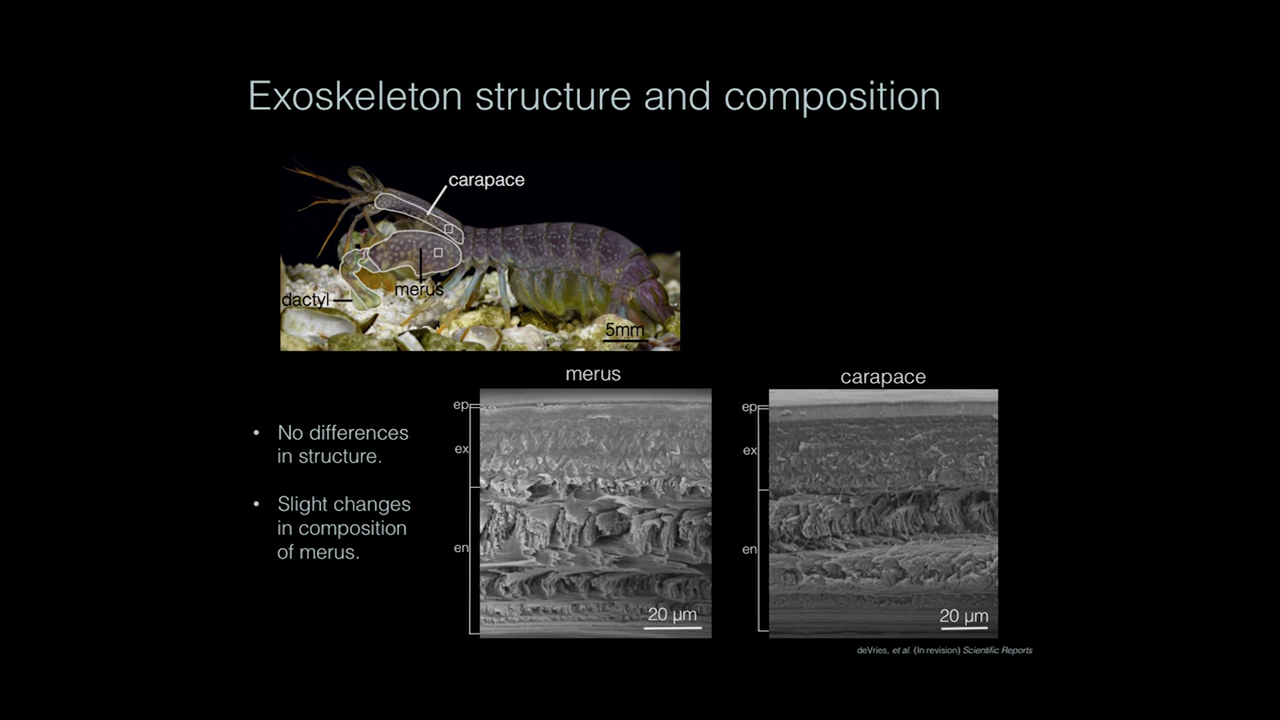 Exoskeleton structure and composition
carapace
merus
dactyl
5mm
merus
carapace
ep
ex
en
20 µm
ep
ex
en
20 µm
• No differences
in structure.
• Slight changes
in composition
of merus.
deVries, et al. (In revision) Scientific Reports